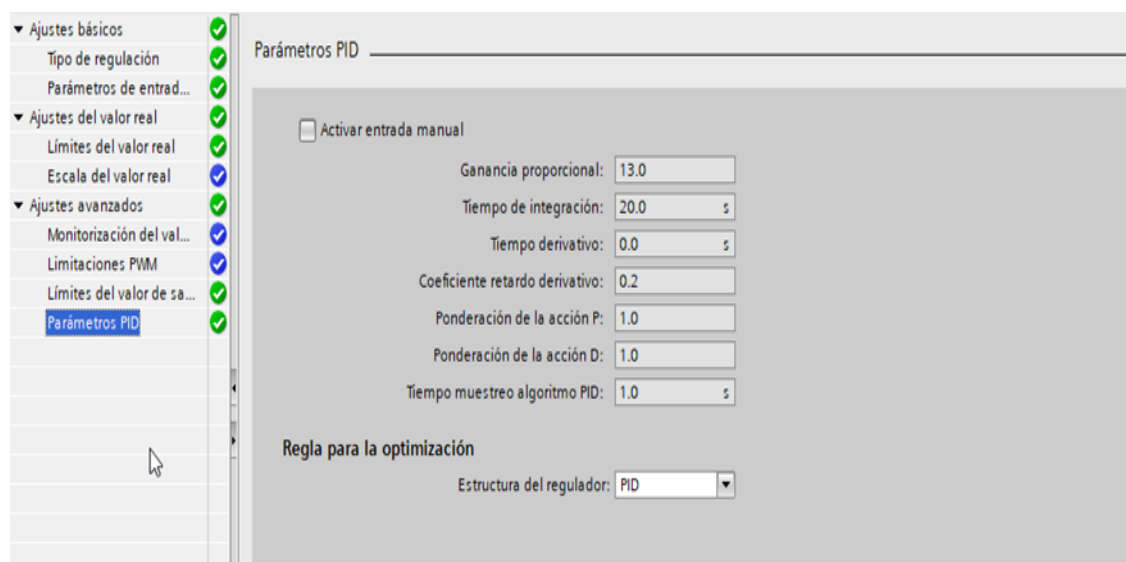 Ajustes básicos
Tipo de regulación
Parámetros de entrad...
Ajustes del valor real
Límites del valor real
Escala del valor real
Ajustes avanzados
Monitorización del val...
Limitaciones PWM
Límites del valor de sa...
Parámetros PID
Parámetros PID
Activar entrada manual
Ganancia proporcional: 13.0
Tiempo de integración: 20.0 s
Tiempo derivativo: 0.0 s
Coeficiente retardo derivativo: 0.2
Ponderación de la acción P: 1.0
Ponderación de la acción D: 1.0
Tiempo muestreo algoritmo PID: 1.0 s
Regla para la optimización
Estructura del regulador: PID